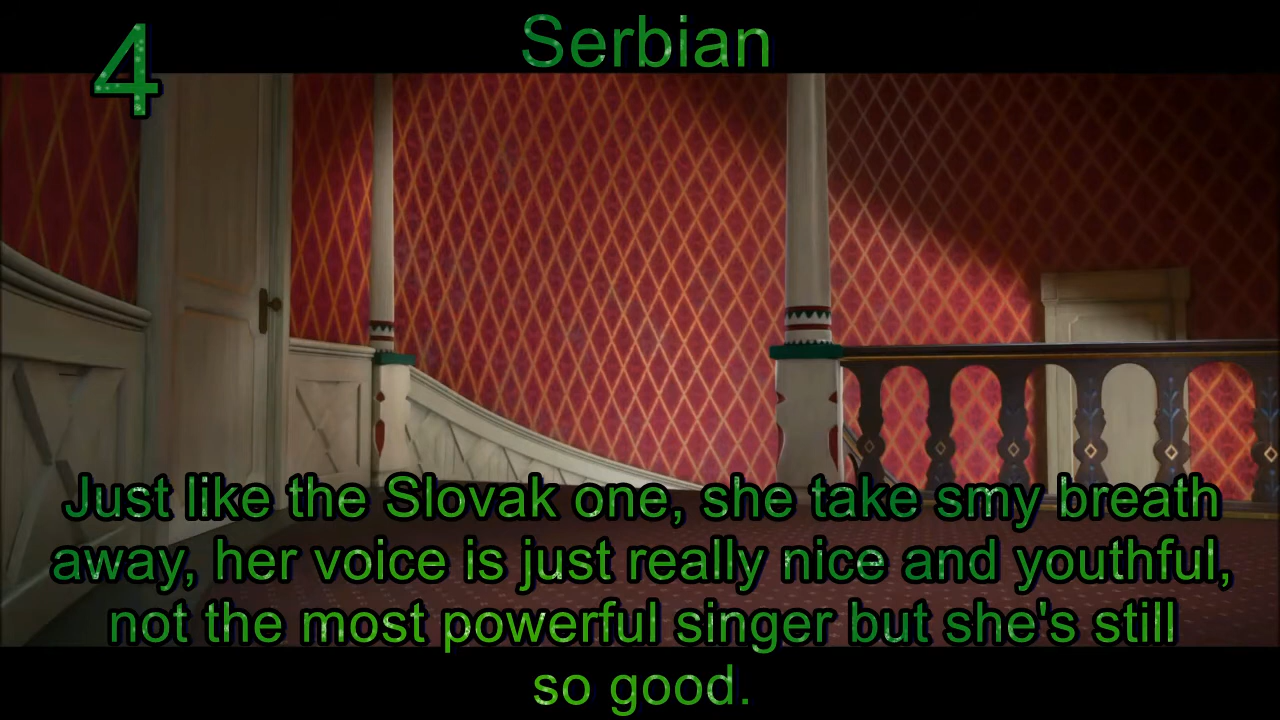 4
Serbian
Just like the Slovak one, she take smy breath
away, her voice is just really nice and youthful,
not the most powerful singer but she's still
so good.